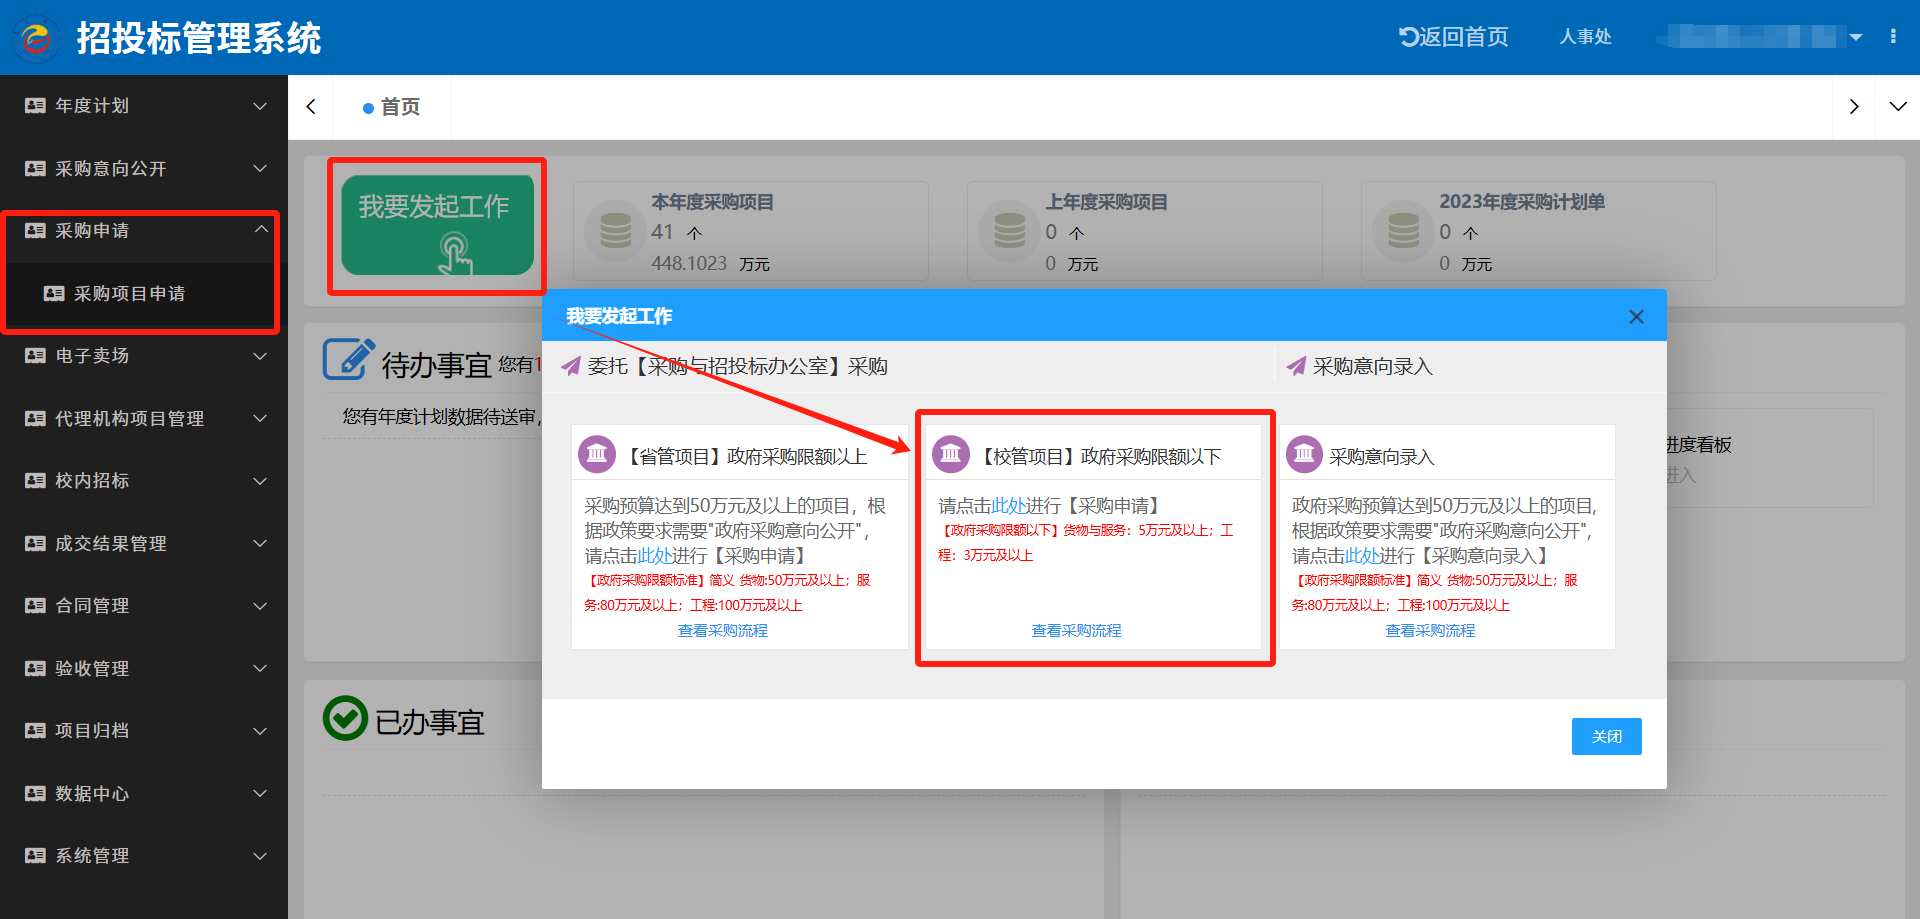 招投标管理系统
返回首页
人事处
年度计划
采购意向公开
采购申请
采购项目申请
电子卖场
代理机构项目管理
校内招标
成交结果管理
合同管理
验收管理
项目归档
数据中心
系统管理
首页
我要发起工作
本年度采购项目
41 个
448.1023 万元
上年度采购项目
0 个
0 万元
2023年度采购计划单
0 个
0 万元
待办事宜 您有1
您有年度计划数据待送审,
进度看板
进入
已办事宜
我要发起工作
委托【采购与招投标办公室】采购
采购意向录入
【省管项目】政府采购限额以上
采购预算达到50万元及以上的项目，根
据政策要求需要"政府采购意向公开"，
请点击此处进行【采购申请】
【政府采购限额标准】简义 货物:50万元及以上；服
务:80万元及以上；工程:100万元及以上
查看采购流程
【校管项目】政府采购限额以下
请点击此处进行【采购申请】
【政府采购限额以下】货物与服务：5万元及以上；工
程：3万元及以上
查看采购流程
采购意向录入
政府采购预算达到50万元及以上的项目,
根据政策要求需要"政府采购意向公开"，
请点击此处进行【采购意向录入】
【政府采购限额标准】简义 货物:50万元及以上；服
务:80万元及以上；工程:100万元及以上
查看采购流程
关闭